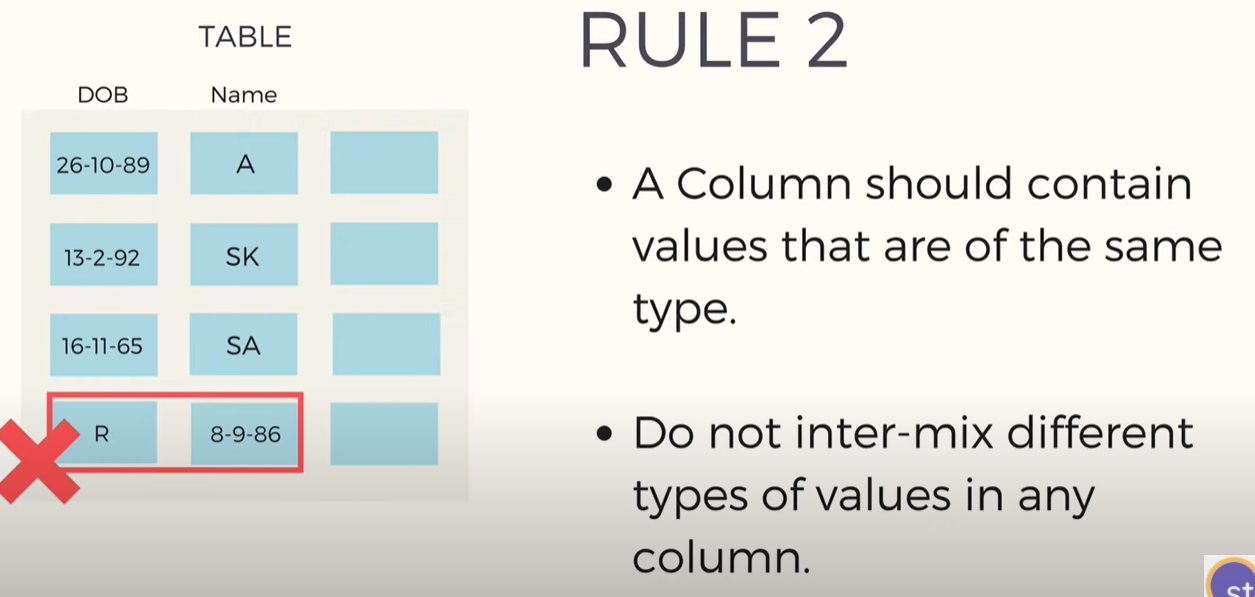 TABLE
DOB Name
26-10-89 A
13-2-92 SK
16-11-65 SA
R 8-9-86
RULE 2
• A Column should contain
values that are of the same
type.
• Do not inter-mix different
types of values in any
column.
st